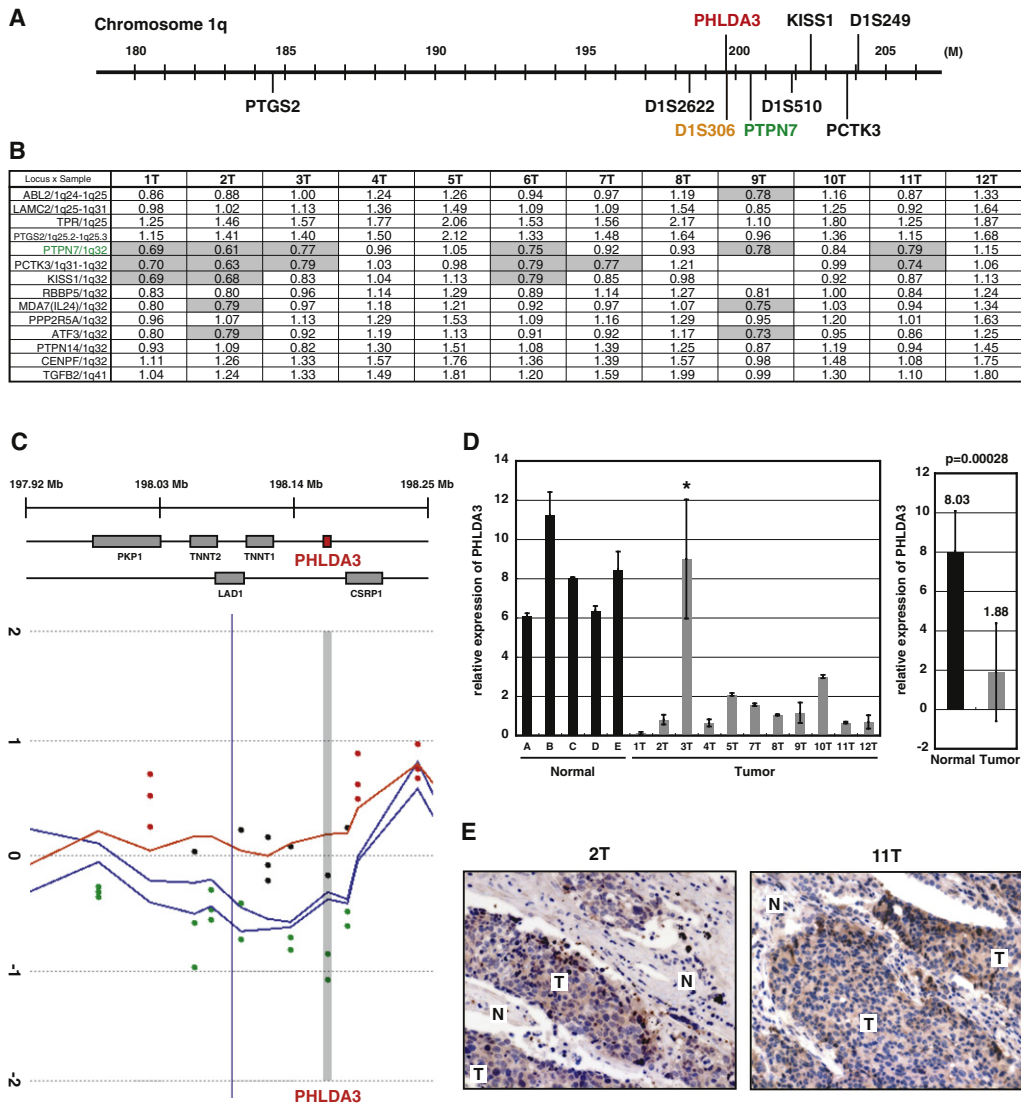 A
Chromosome 1q
PHLDA3 KISS1 D1S249
180 185 190 195 200 205 (M)
PTGS2 D1S2622 D1S510
D1S306 PTPN7 PCTK3
B
Locus x Sample 1T 2T 3T 4T 5T 6T 7T 8T 9T 10T 11T 12T
ABL2/1q24-1q25 0.86 0.88 1.00 1.24 1.26 0.94 0.97 1.19 0.78 1.16 0.87 1.33
LAMC2/1q25-1q31 0.98 1.02 1.13 1.36 1.49 1.09 1.09 1.54 0.85 1.25 0.92 1.64
TPR/1q25 1.25 1.46 1.57 1.77 2.06 1.53 1.56 2.17 1.10 1.80 1.25 1.87
PTGS2/1q25.2-1q25.3 1.15 1.41 1.40 1.50 2.12 1.33 1.48 1.64 0.96 1.36 1.15 1.68
PTPN7/1q32 0.69 0.61 0.77 0.96 1.05 0.75 0.92 0.93 0.78 0.84 0.79 1.15
PCTK3/1q31-1q32 0.70 0.63 0.79 1.03 0.98 0.79 0.77 1.21 0.99 0.74 1.06
KISS1/1q32 0.69 0.68 0.83 1.04 1.13 0.79 0.85 0.98 0.92 0.87 1.13
RBBP5/1q32 0.83 0.80 0.96 1.14 1.29 0.89 1.14 1.27 0.81 1.00 0.84 1.24
MDA7(IL24)/1q32 0.80 0.79 0.97 1.18 1.21 0.92 0.97 1.07 0.75 1.03 0.94 1.34
PPP2R5A/1q32 0.96 1.07 1.13 1.29 1.53 1.09 1.16 1.29 0.95 1.20 1.01 1.63
ATF3/1q32 0.80 0.79 0.92 1.19 1.13 0.91 0.92 1.17 0.73 0.95 0.86 1.25
PTPN14/1q32 0.93 1.09 0.82 1.30 1.51 1.08 1.39 1.25 0.87 1.19 0.94 1.45
CENPF/1q32 1.11 1.26 1.33 1.57 1.76 1.36 1.39 1.57 0.98 1.48 1.08 1.75
TGFB2/1q41 1.04 1.24 1.33 1.49 1.81 1.20 1.59 1.99 0.99 1.30 1.10 1.80
C
197.92 Mb 198.03 Mb 198.14 Mb 198.25 Mb
PKP1 TNNT2 TNNT1 PHLDA3
LAD1 CSRP1
2
1
0
-1
-2
PHLDA3
D
relative expression of PHLDA3
14
12
10
8
6
4
2
0
*
A B C D E 1T 2T 3T 4T 5T 7T 8T 9T 10T 11T 12T
Normal Tumor
p=0.00028
relative expression of PHLDA3
12
10
8
6
4
2
0
-2
8.03
1.88
Normal Tumor
E
2T 11T
N
T
N
N
T
N
T
T